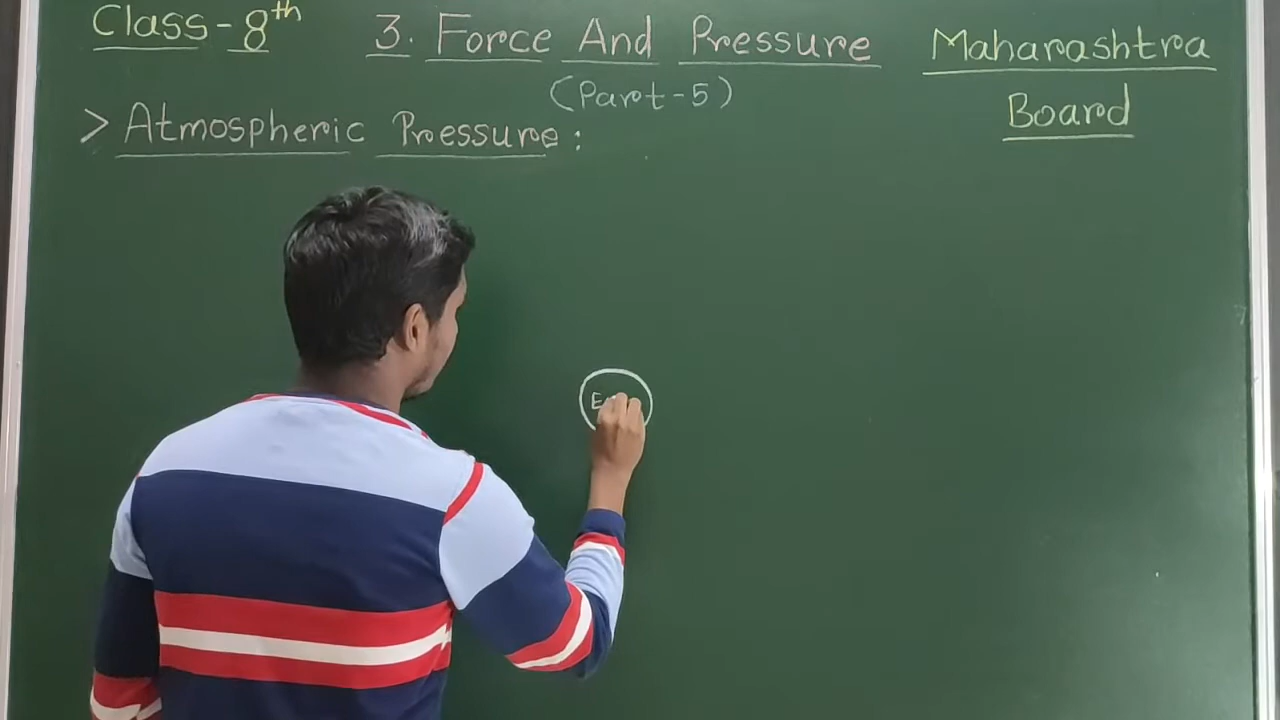 Class-8th
3. Force And Pressure
Maharashtra
Board
(Part-5)
> Atmospheric Pressure: